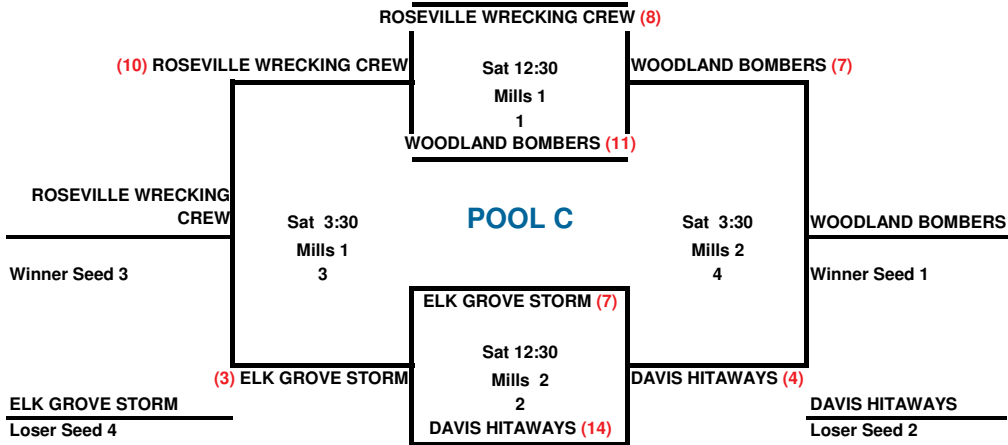 ROSEVILLE WRECKING CREW (8)
(10) ROSEVILLE WRECKING CREW
Sat 12:30
WOODLAND BOMBERS (7)
Mills 1
1
WOODLAND BOMBERS (11)
ROSEVILLE WRECKING
CREW
Sat 3:30
POOL C
Sat 3:30
WOODLAND BOMBERS
Mills 1
Mills 2
Winner Seed 3
3
4
Winner Seed 1
ELK GROVE STORM (7)
Sat 12:30
(3) ELK GROVE STORM
Mills 2
DAVIS HITAWAYS (4)
2
ELK GROVE STORM
DAVIS HITAWAYS
DAVIS HITAWAYS (14)
Loser Seed 4
Loser Seed 2